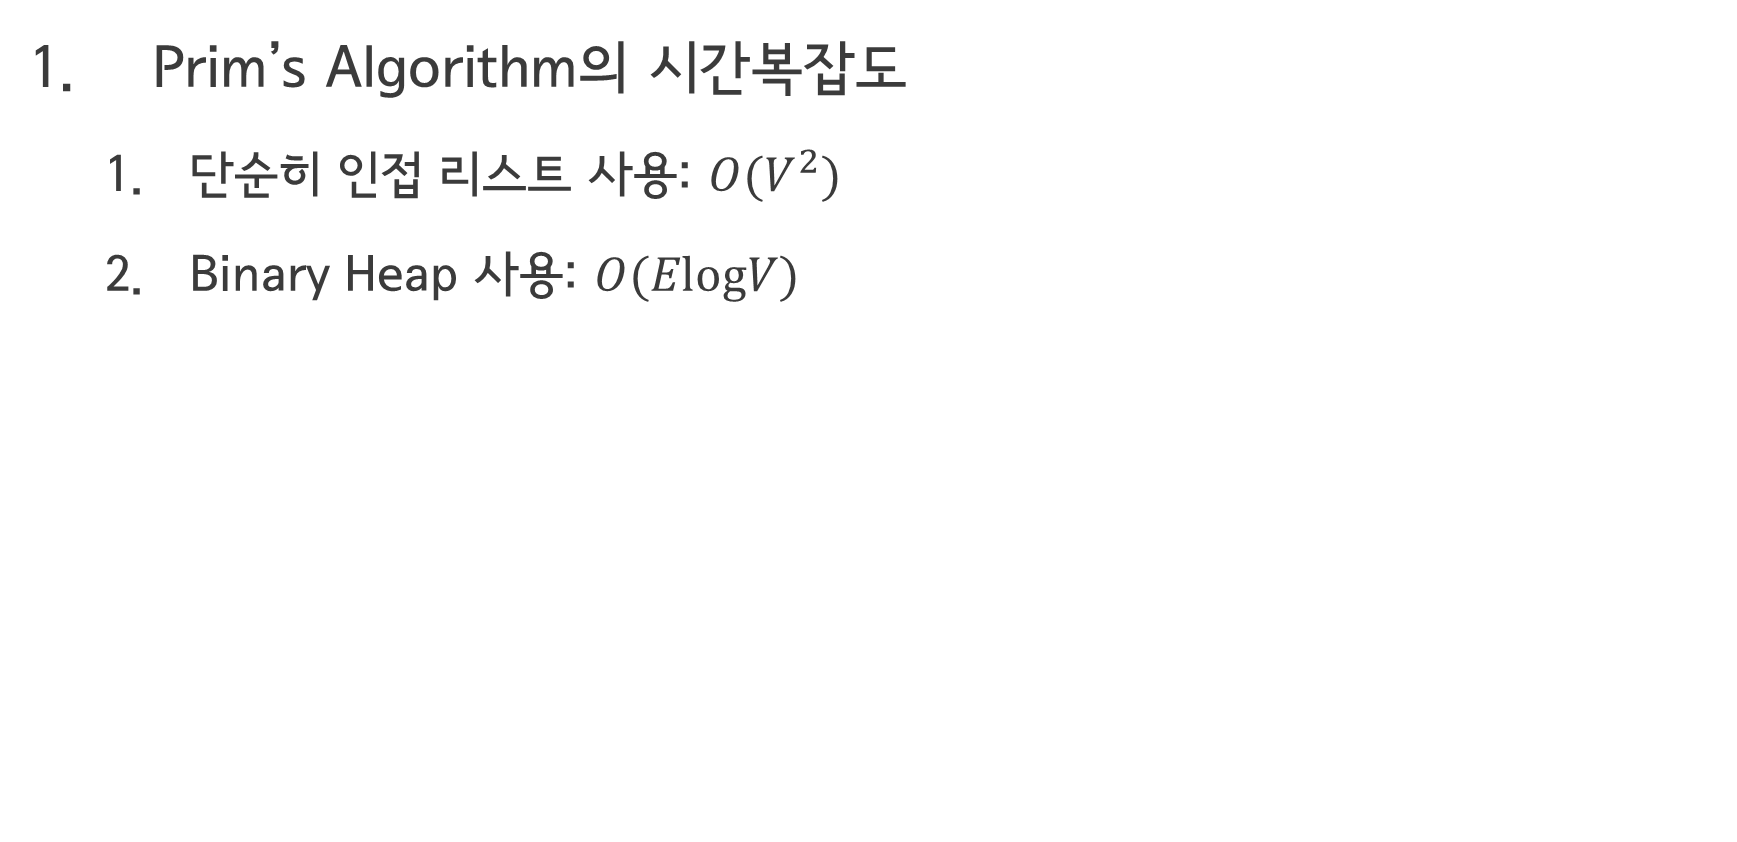 1. Prim’s Algorithm의 시간복잡도
1. 단순히 인접 리스트 사용: O(V²)
2. Binary Heap 사용: O(ElogV)